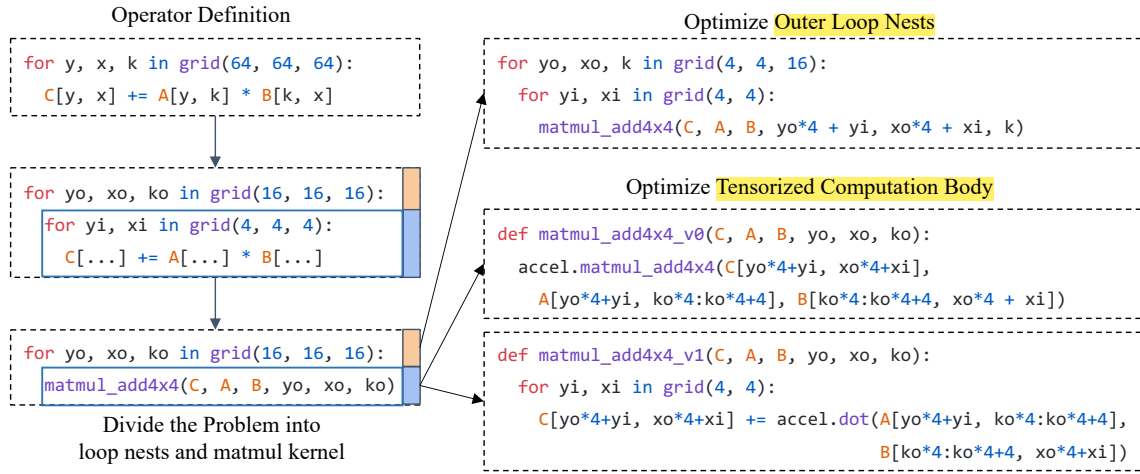 Operator Definition
for y, x, k in grid(64, 64, 64):
C[y, x] += A[y, k] * B[k, x]
for yo, xo, ko in grid(16, 16, 16):
for yi, xi in grid(4, 4, 4):
C[...] += A[...] * B[...]
for yo, xo, ko in grid(16, 16, 16):
matmul_add4x4(C, A, B, yo, xo, ko)
Divide the Problem into
loop nests and matmul kernel
Optimize Outer Loop Nests
for yo, xo, k in grid(4, 4, 16):
for yi, xi in grid(4, 4):
matmul_add4x4(C, A, B, yo*4 + yi, xo*4 + xi, k)
Optimize Tensorized Computation Body
def matmul_add4x4_v0(C, A, B, yo, xo, ko):
accel.matmul_add4x4(C[yo*4+yi, xo*4+xi],
A[yo*4+yi, ko*4:ko*4+4], B[ko*4:ko*4+4, xo*4 + xi])
def matmul_add4x4_v1(C, A, B, yo, xo, ko):
for yi, xi in grid(4, 4):
C[yo*4+yi, xo*4+xi] += accel.dot(A[yo*4+yi, ko*4:ko*4+4],
B[ko*4:ko*4+4, xo*4+xi])